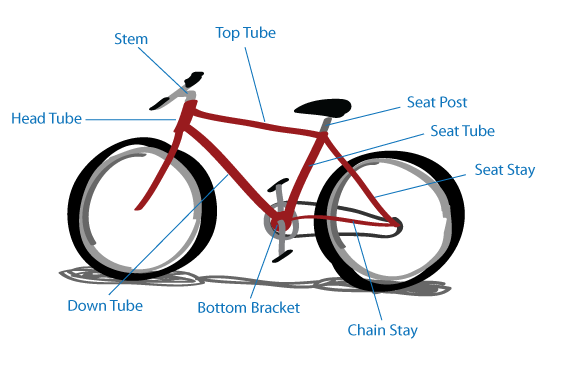 Top Tube
Stem
Seat Post
Head Tube
Seat Tube
Seat Stay
Down Tube
Bottom Bracket
Chain Stay